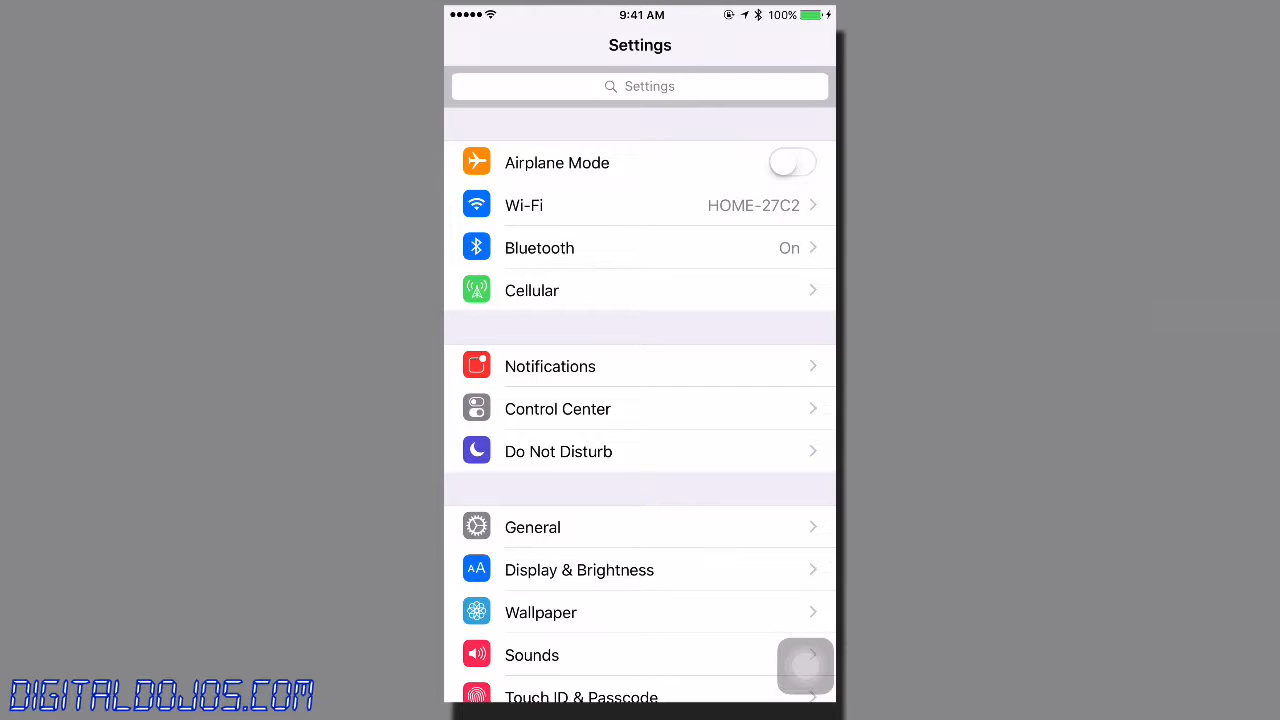 9:41 AM 100%
Settings
Settings
Airplane Mode
Wi-Fi HOME-27C2
Bluetooth On
Cellular
Notifications
Control Center
Do Not Disturb
General
AA Display & Brightness
Wallpaper
Sounds
Touch ID & Passcode
DIGITALDOJOS.COM